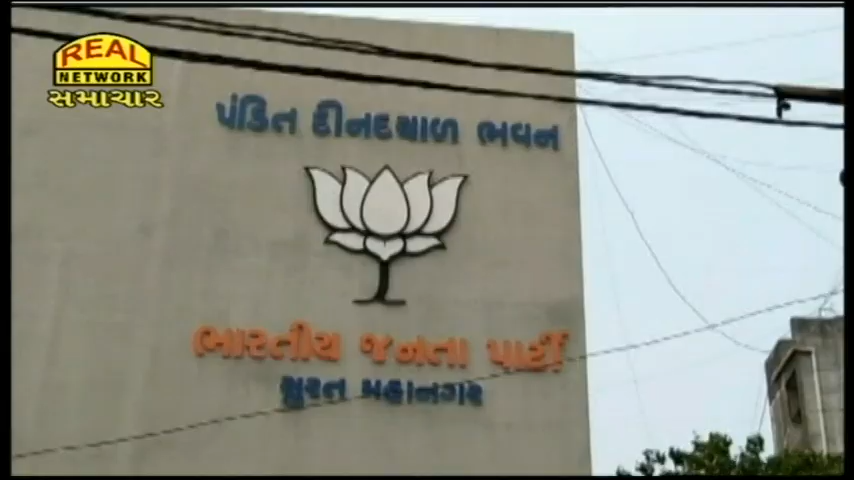 REAL
NETWORK
સમાચાર
પંડિત દીનદયાળ ભવન
ભારતીય જનતા પાર્ટી
સુરત મહાનગર